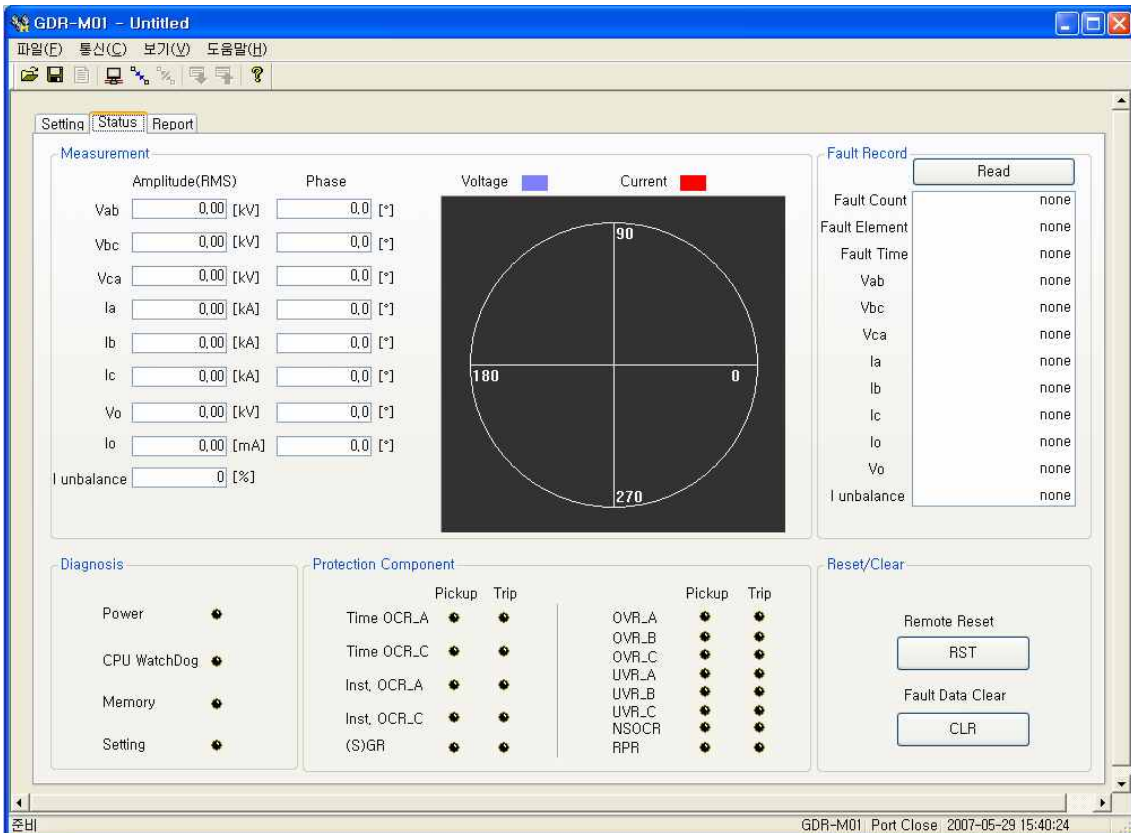 GDR-M01 - Untitled
파일(F) 통신(C) 보기(V) 도움말(H)
Setting Status Report
Measurement
Amplitude(RMS) Phase
Vab 0.00 [kV] 0.0 [°]
Vbc 0.00 [kV] 0.0 [°]
Vca 0.00 [kV] 0.0 [°]
Ia 0.00 [kA] 0.0 [°]
Ib 0.00 [kA] 0.0 [°]
Ic 0.00 [kA] 0.0 [°]
Vo 0.00 [kV] 0.0 [°]
Io 0.00 [mA] 0.0 [°]
I unbalance 0 [%]
Voltage Current
90
180 0
270
Fault Record
Read
Fault Count none
Fault Element none
Fault Time none
Vab none
Vbc none
Vca none
Ia none
Ib none
Ic none
Io none
Vo none
I unbalance none
Diagnosis
Power
CPU WatchDog
Memory
Setting
Protection Component
Pickup Trip
Time OCR_A
Time OCR_C
Inst. OCR_A
Inst. OCR_C
(S)GR
Pickup Trip
OVR_A
OVR_B
OVR_C
UVR_A
UVR_B
UVR_C
NSOCR
RPR
Reset/Clear
Remote Reset
RST
Fault Data Clear
CLR
준비 GDR-M01 Port Close 2007-05-29 15:40:24